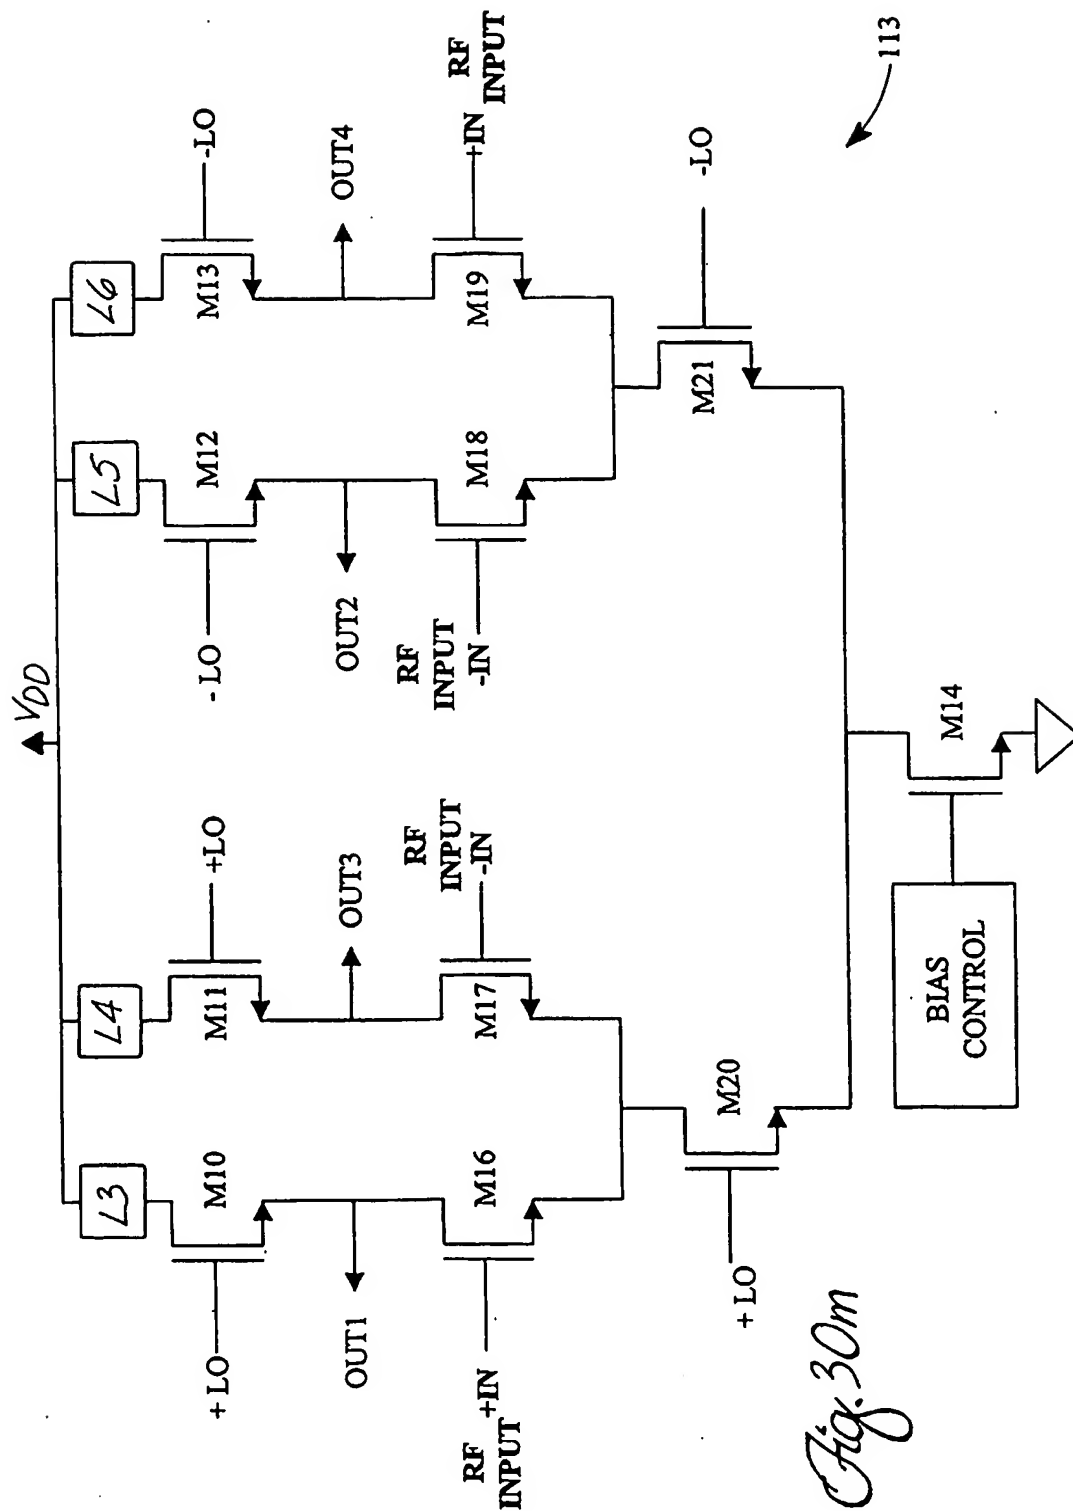 VDD
L3
L4
L5
L6
M10
M11
M12
M13
+ LO
+LO
- LO
-LO
OUT1
OUT3
OUT2
OUT4
RF
INPUT +IN
M16
M17
RF
INPUT
-IN
RF
INPUT
-IN
M18
M19
+IN RF
INPUT
+ LO
M20
M21
-LO
BIAS
CONTROL
M14
113
Fig. 30m